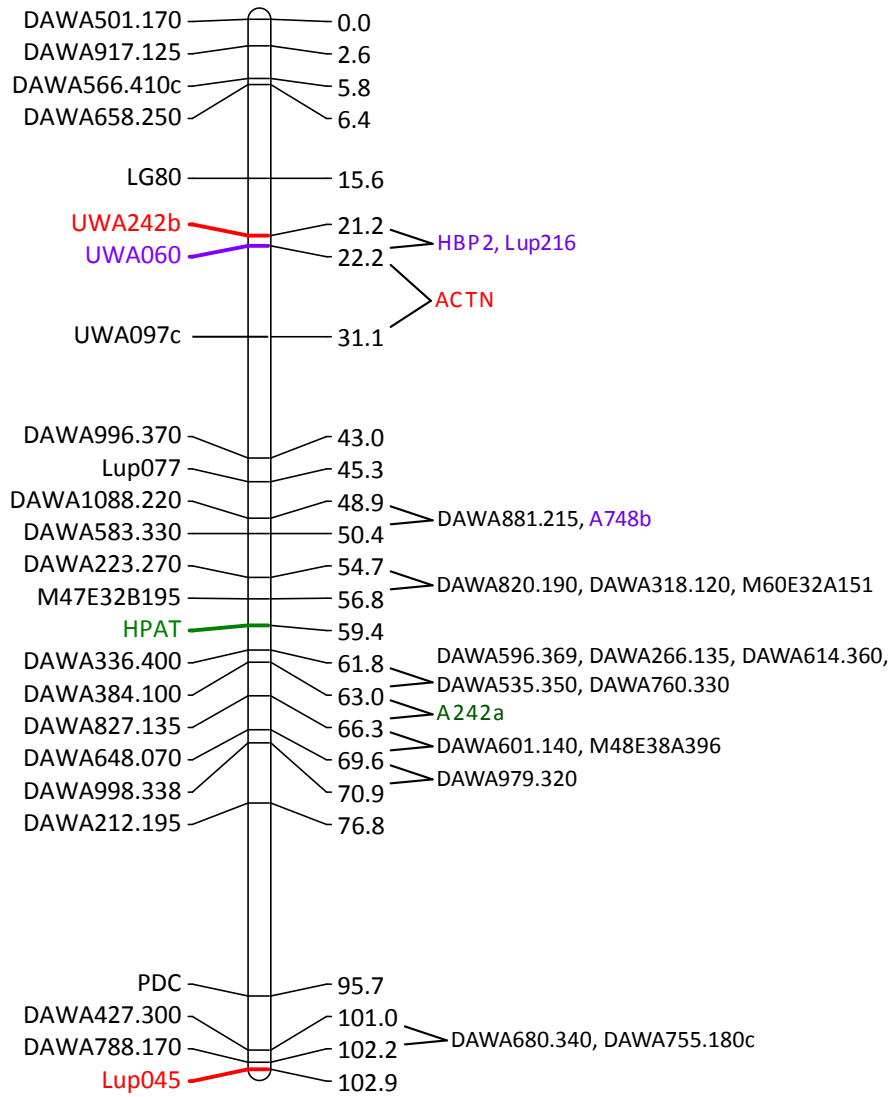 DAWA501.170 0.0
DAWA917.125 2.6
DAWA566.410c 5.8
DAWA658.250 6.4
LG80 15.6
UWA242b 21.2
HBP2, Lup216
UWA060 22.2
ACTN
UWA097c 31.1
DAWA996.370 43.0
Lup077 45.3
DAWA1088.220 48.9
DAWA881.215, A748b
DAWA583.330 50.4
DAWA223.270 54.7
DAWA820.190, DAWA318.120, M60E32A151
M47E32B195 56.8
HPAT 59.4
DAWA336.400 61.8
DAWA596.369, DAWA266.135, DAWA614.360,
DAWA535.350, DAWA760.330
DAWA384.100 63.0
A242a
DAWA827.135 66.3
DAWA601.140, M48E38A396
DAWA648.070 69.6
DAWA979.320
DAWA998.338 70.9
DAWA212.195 76.8
PDC 95.7
DAWA427.300 101.0
DAWA680.340, DAWA755.180c
DAWA788.170 102.2
Lup045 102.9